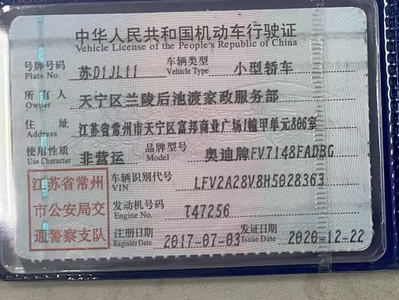 中华人民共和国机动车行驶证
Vehicle License of the People's Republic of China
号牌号码 苏D1JL11 车辆类型 小型轿车
Plate No. Vehicle Type
所有人 天宁区兰陵后池渡家政服务部
Owner
住址 江苏省常州市天宁区富邦商业广场1幢甲单元806室
Address
使用性质 非营运 品牌型号 奥迪牌FV7148FADBG
Use Character Model
江苏省常州
市公安局交
通警察支队
车辆识别代号 LFV2A28V8H5028363
VIN
发动机号码 T47256
Engine No.
注册日期 2017-07-03 发证日期 2020-12-22
Register Date Issue Date